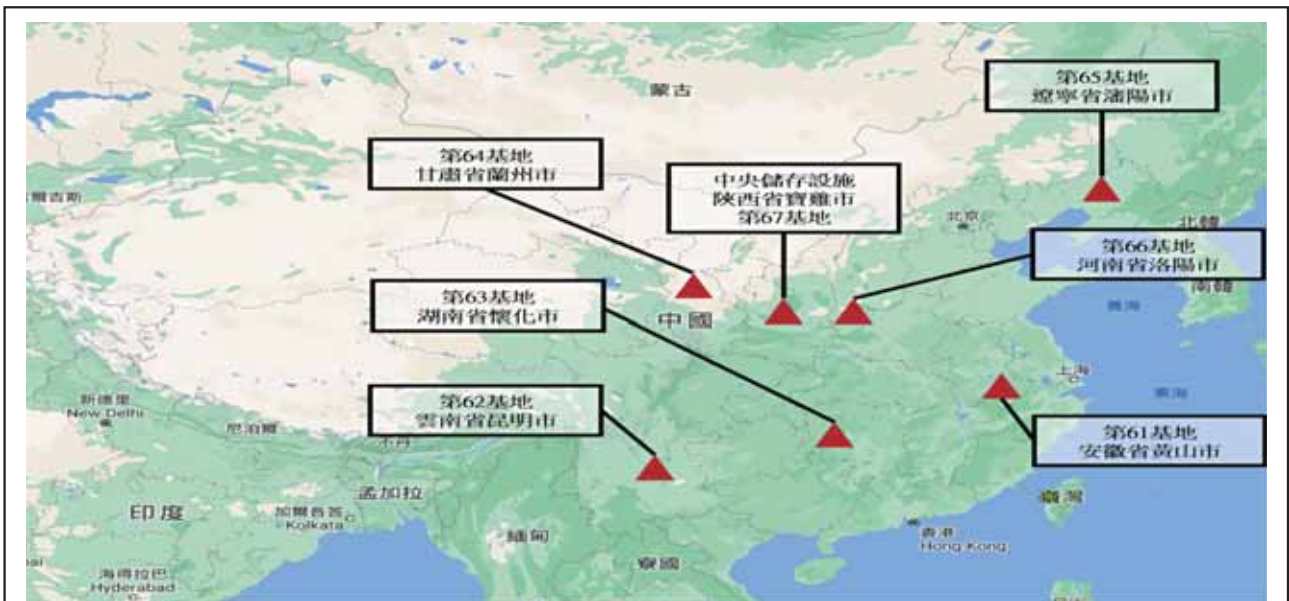 第65基地
遼寧省瀋陽市
蒙古
第64基地
甘肅省蘭州市
中央儲存設施
陝西省寶雞市
第67基地
北京
北韓
第66基地
河南省洛陽市
南韓
第63基地
湖南省懷化市
中國
黃海
上海
東海
新德里
New Delhi
尼泊爾
不丹
第62基地
雲南省昆明市
第61基地
安徽省黃山市
孟加拉
臺灣
印度
加爾各答
Kolkata
緬甸
香港
Hong Kong
寮國
海得拉巴
Hyderabad